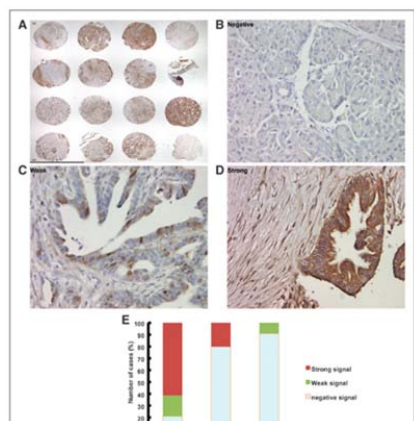 A
B
Negative
C
Weak
D
Strong
E
Number of cases (%)
100
90
80
70
60
50
40
30
20
Strong signal
Weak signal
negative signal